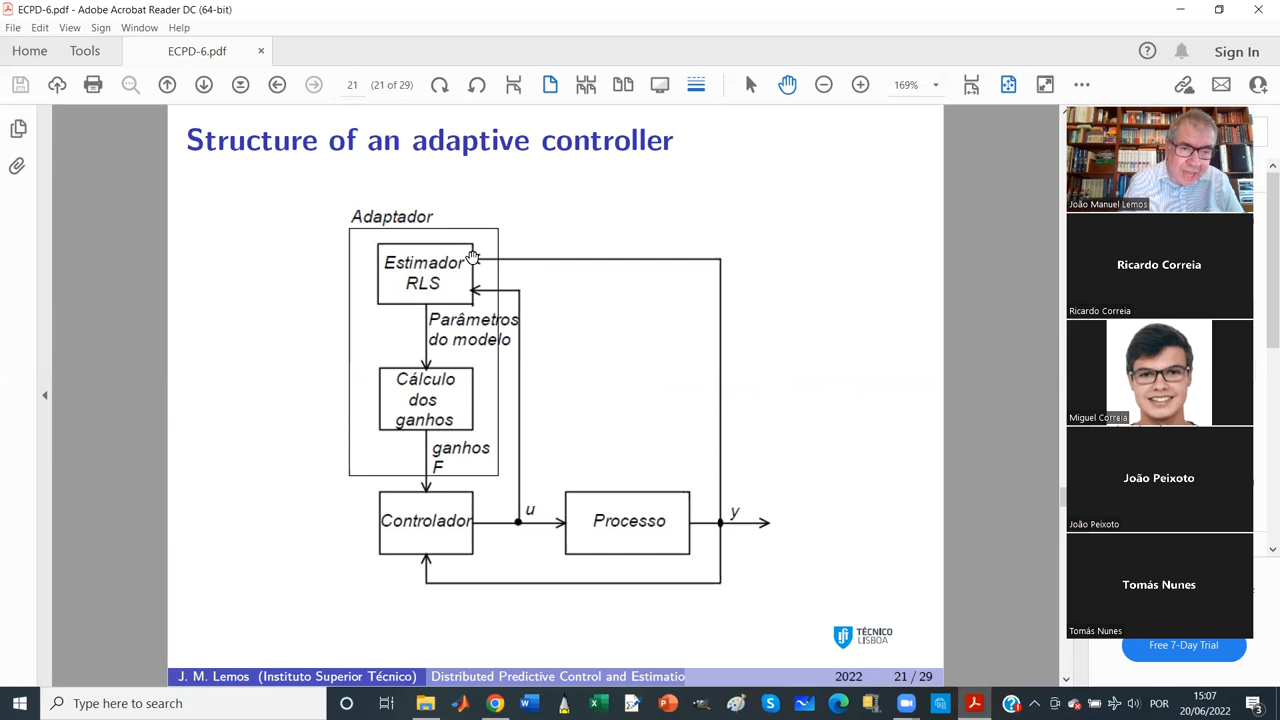 ECPD-6.pdf - Adobe Acrobat Reader DC (64-bit)
File Edit View Sign Window Help
Home Tools ECPD-6.pdf × Sign In
21 (21 of 29) 169%
Structure of an adaptive controller
Adaptador
Estimador
RLS
Parâmetros
do modelo
Cálculo
dos
ganhos
ganhos
F
Controlador
u
Processo
y
TÉCNICO
LISBOA
J. M. Lemos (Instituto Superior Técnico) Distributed Predictive Control and Estimatio 2022 21 / 29
João Manuel Lemos
Ricardo Correia
Ricardo Correia
Miguel Correia
João Peixoto
João Peixoto
Tomás Nunes
Tomás Nunes
Free 7-Day Trial
Type here to search
POR
15:07
20/06/2022
3